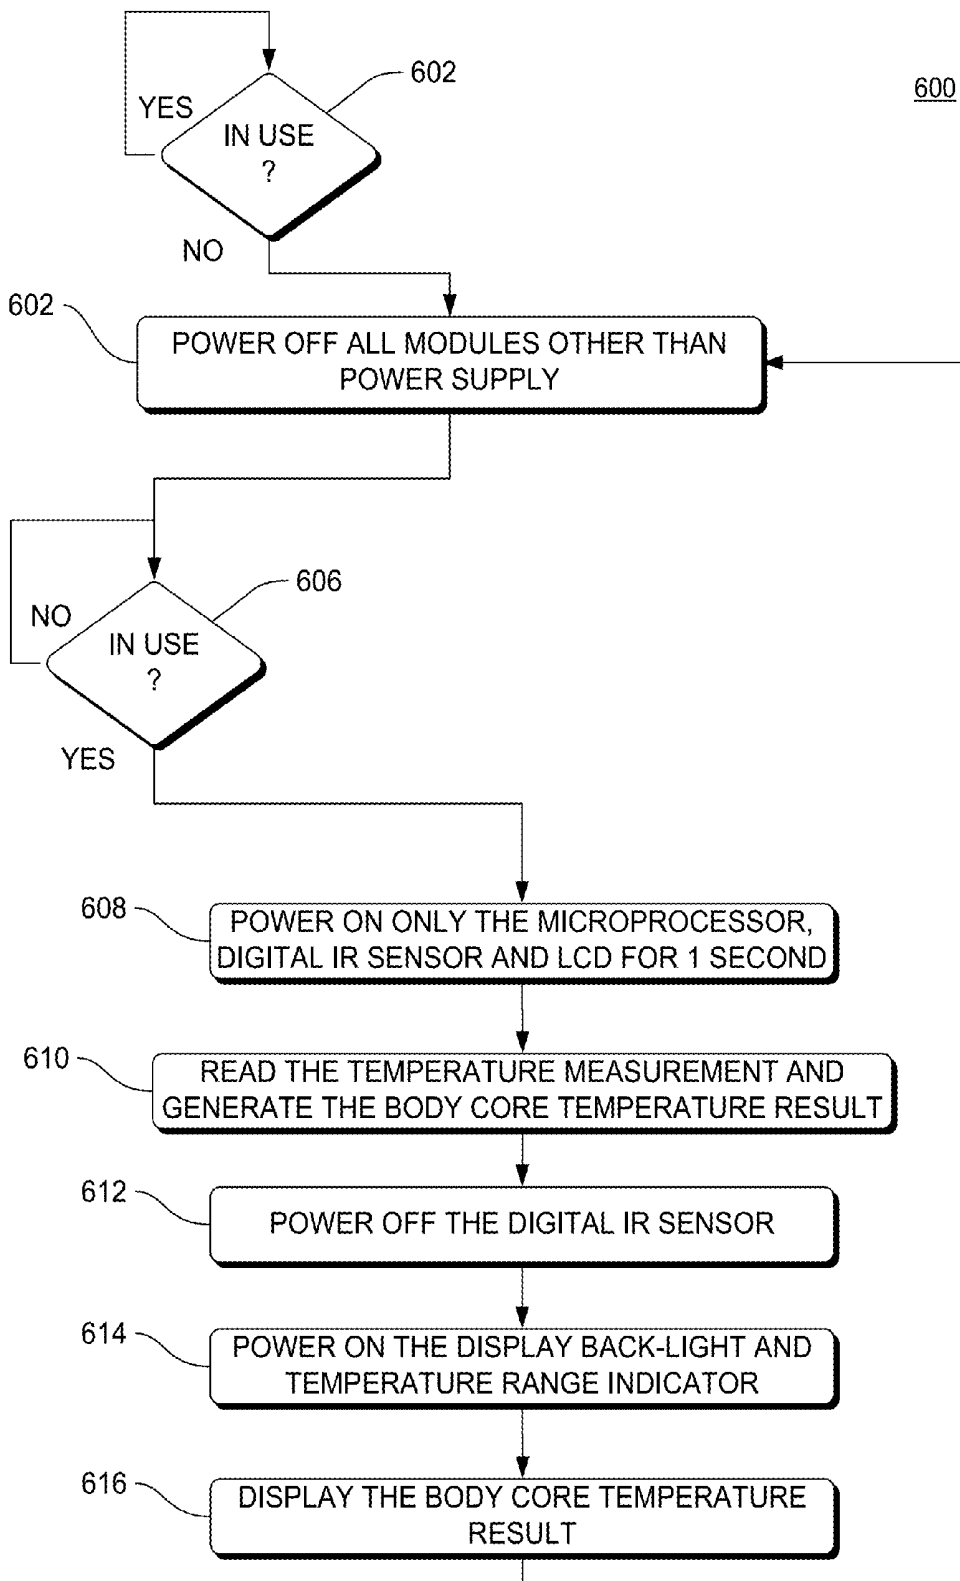 602
600
YES
IN USE
?
NO
602
POWER OFF ALL MODULES OTHER THAN
POWER SUPPLY
606
NO
IN USE
?
YES
608
POWER ON ONLY THE MICROPROCESSOR,
DIGITAL IR SENSOR AND LCD FOR 1 SECOND
610
READ THE TEMPERATURE MEASUREMENT AND
GENERATE THE BODY CORE TEMPERATURE RESULT
612
POWER OFF THE DIGITAL IR SENSOR
614
POWER ON THE DISPLAY BACK-LIGHT AND
TEMPERATURE RANGE INDICATOR
616
DISPLAY THE BODY CORE TEMPERATURE
RESULT